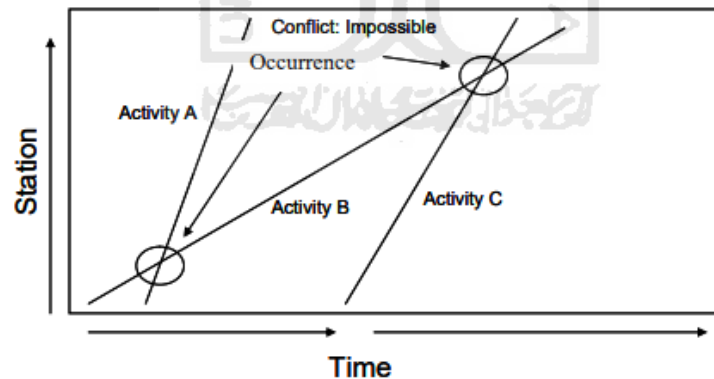 Conflict: Impossible
Occurrence
Activity A
Activity B
Activity C
Station
Time